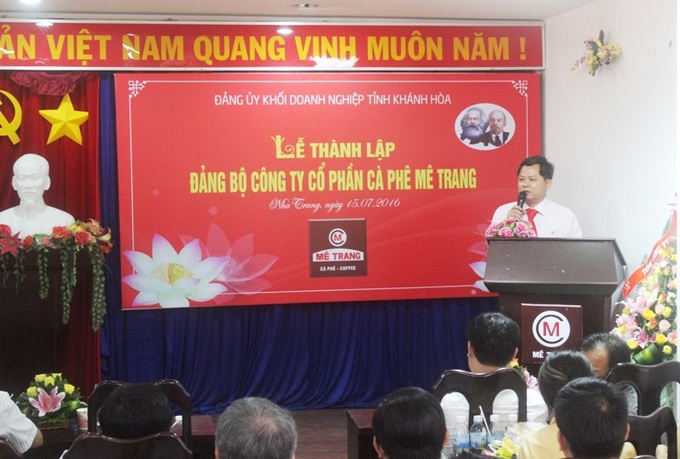 ẢN VIỆT NAM QUANG VINH MUÔN NĂM !
ĐẢNG ỦY KHỐI DOANH NGHIỆP TỈNH KHÁNH HÒA
LỄ THÀNH LẬP
ĐẢNG BỘ CÔNG TY CỔ PHẦN CÀ PHÊ MÊ TRANG
Nha Trang, ngày 15.07.2016
M
MÊ TRANG
CÀ PHÊ - COFFEE
M
MÊ TRANG